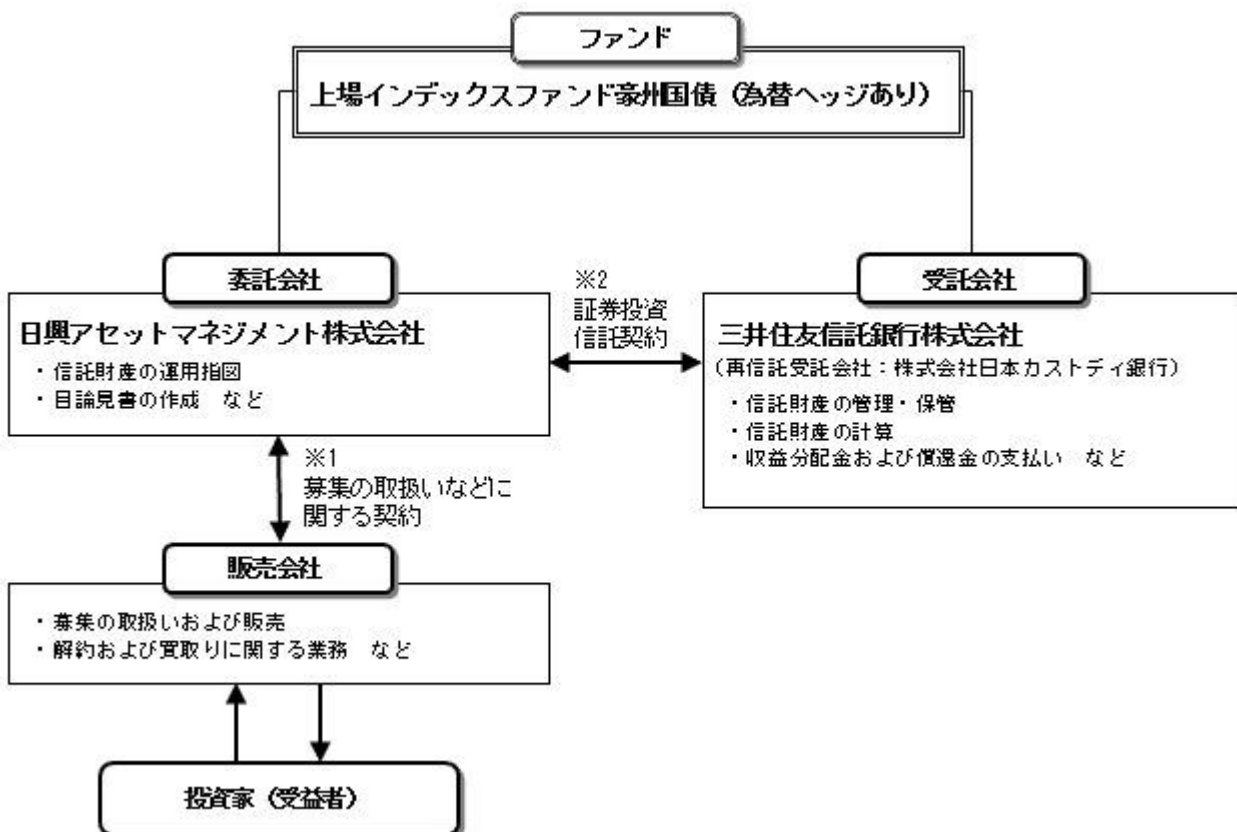 ファンド
上場インデックスファンド豪州国債（為替ヘッジあり）
委託会社
日興アセットマネジメント株式会社
・信託財産の運用指図
・目論見書の作成　など
※2
証券投資
信託契約
受託会社
三井住友信託銀行株式会社
（再信託受託会社：株式会社日本カストディ銀行）
・信託財産の管理・保管
・信託財産の計算
・収益分配金および償還金の支払い　など
※1
募集の取扱いなどに
関する契約
販売会社
・募集の取扱いおよび販売
・解約および買取りに関する業務　など
投資家（受益者）